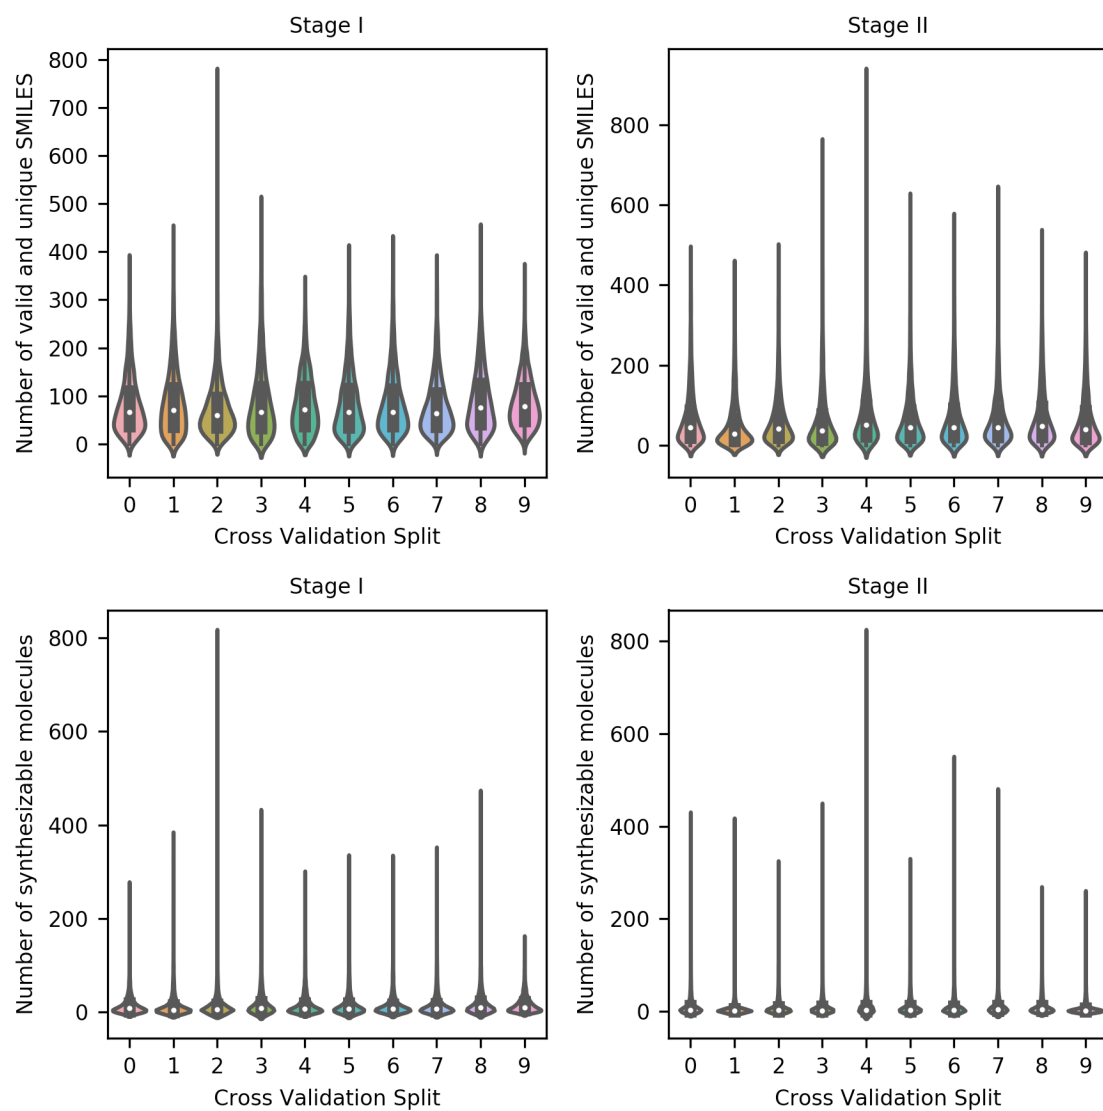 Stage I
Number of valid and unique SMILES
800
700
600
500
400
300
200
100
0
0 1 2 3 4 5 6 7 8 9
Cross Validation Split
Stage II
Number of valid and unique SMILES
800
600
400
200
0
0 1 2 3 4 5 6 7 8 9
Cross Validation Split
Stage I
Number of synthesizable molecules
800
600
400
200
0
0 1 2 3 4 5 6 7 8 9
Cross Validation Split
Stage II
Number of synthesizable molecules
800
600
400
200
0
0 1 2 3 4 5 6 7 8 9
Cross Validation Split